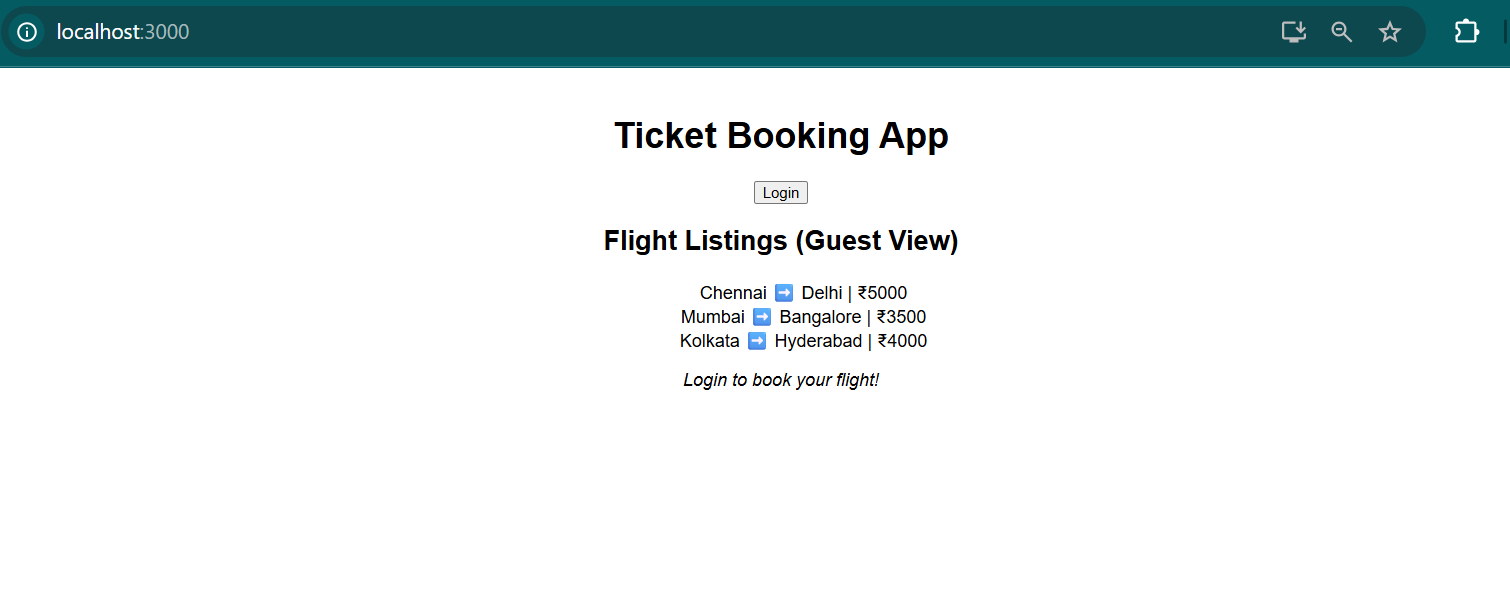 localhost:3000
Ticket Booking App
Login
Flight Listings (Guest View)
Chennai ➡️ Delhi | ₹5000
Mumbai ➡️ Bangalore | ₹3500
Kolkata ➡️ Hyderabad | ₹4000
Login to book your flight!